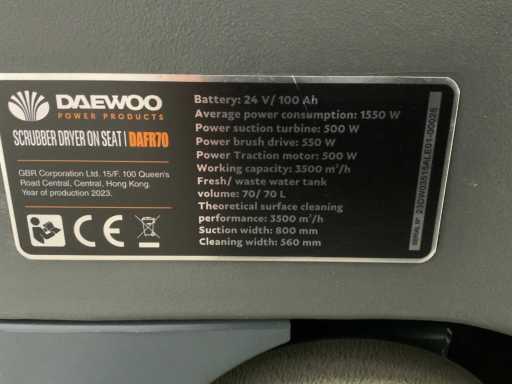 DAEWOO
POWER PRODUCTS
SCRUBBER DRYER ON SEAT | DAFR70
GBR Corporation Ltd. 15/F. 100 Queen's
Road Central, Central, Hong Kong.
Year of production 2023.
CE
Battery: 24 V/ 100 Ah
Average power consumption: 1550 W
Power suction turbine: 500 W
Power brush drive: 550 W
Power Traction motor: 500 W
Working capacity: 3500 m²/h
Fresh/ waste water tank
volume: 70/ 70 L
Theoretical surface cleaning
performance: 3500 m²/h
Suction width: 800 mm
Cleaning width: 560 mm